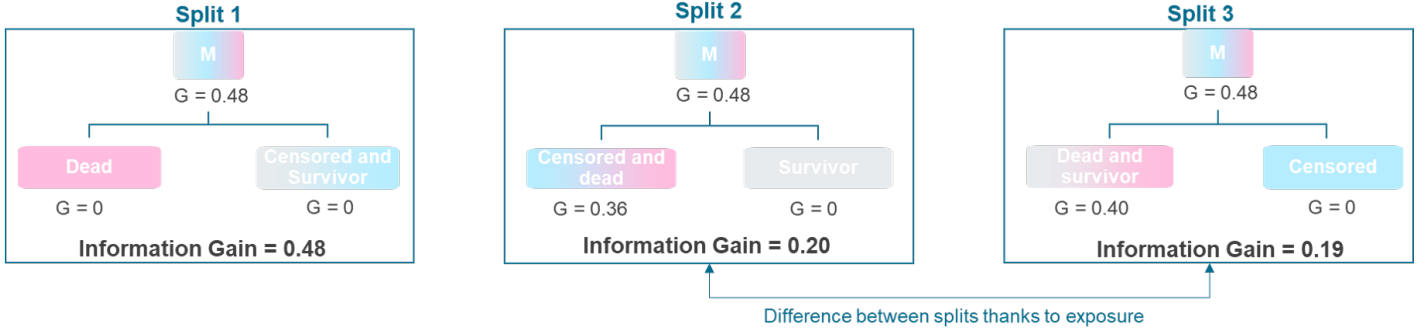 Split 1
M
G = 0.48
Dead
Censored and
Survivor
G = 0
G = 0
Information Gain = 0.48
Split 2
M
G = 0.48
Censored and
dead
Survivor
G = 0.36
G = 0
Information Gain = 0.20
Split 3
M
G = 0.48
Dead and
survivor
Censored
G = 0.40
G = 0
Information Gain = 0.19
Difference between splits thanks to exposure